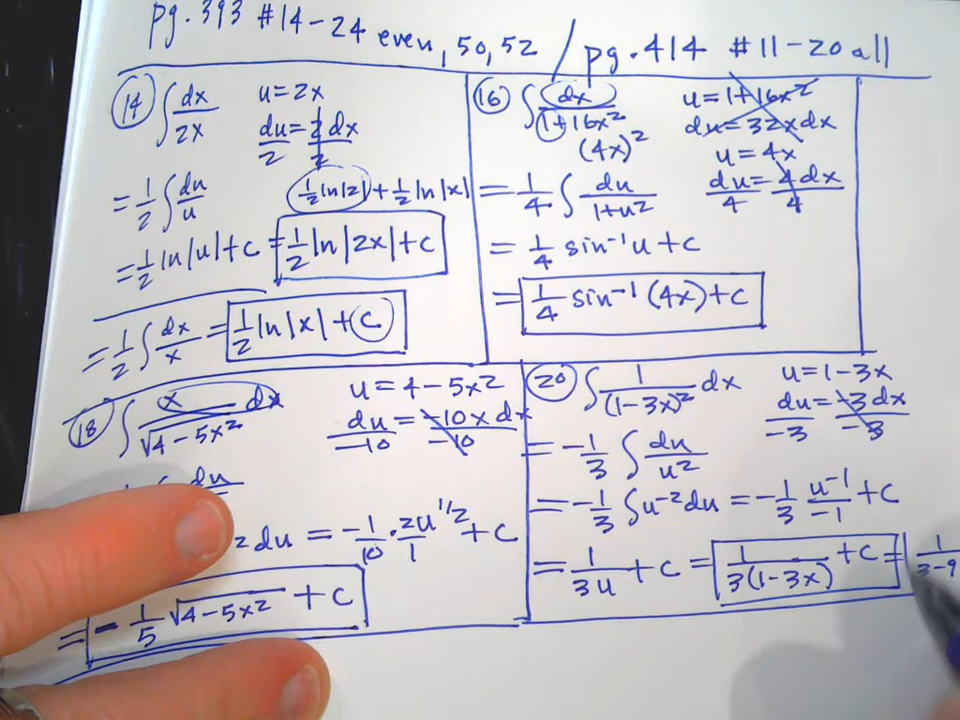 pg. 393 #14-24 even, 50, 52 / pg. 414 #11-20 all
(14) ∫ dx/2x u = 2x
du/2 = 2dx/2
= 1/2 ∫ du/u 1/2 ln|2| + 1/2 ln|x|
= 1/2 ln|u| + C = 1/2 ln|2x| + C
= 1/2 ∫ dx/x = 1/2 ln|x| + C
(16) ∫ dx/1+16x² u = 1+16x²
(4x)² du = 32x dx
u = 4x
= 1/4 ∫ du/1+u² du/4 = 4dx/4
= 1/4 sin⁻¹ u + C
= 1/4 sin⁻¹ (4x) + C
(18) ∫ x/√4-5x² dx u = 4-5x²
du/-10 = -10x dx/-10
∫ du
du = -1/10 · 2u^1/2/1 + C
= -1/5 √4-5x² + C
(20) ∫ 1/(1-3x)² dx u = 1-3x
du/-3 = -3dx/-3
= -1/3 ∫ du/u²
= -1/3 ∫ u⁻² du = -1/3 u⁻¹/-1 + C
= 1/3u + C = 1/3(1-3x) + C = 1/3-9